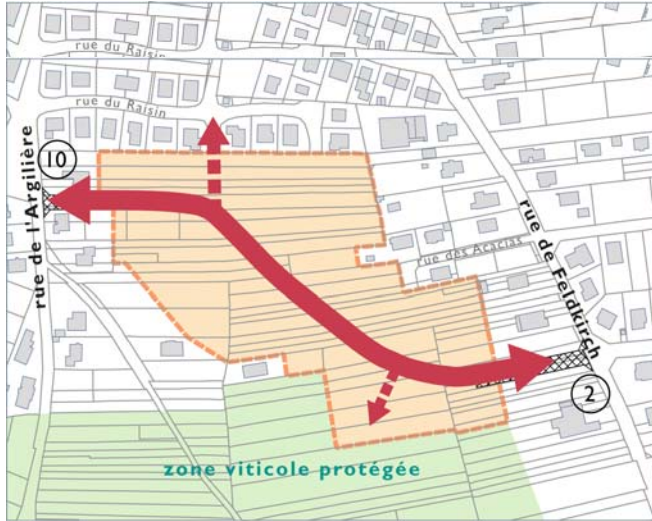 rue du Raisin
rue du Raisin
10
rue de l'Argilière
rue de Feldkirch
rue des Acacias
2
zone viticole protégée